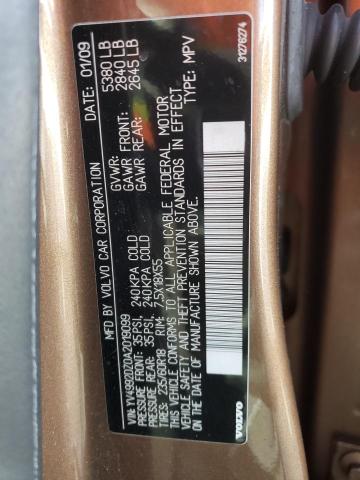 MFD. BY VOLVO CAR CORPORATION
DATE: 01/09
GVWR: 5380 LB
GAWR FRONT: 2840 LB
GAWR REAR: 2645 LB
VIN: YV4992DZ0A2019099
PRESSURE FRONT: 35PSI, 240KPA COLD
PRESSURE REAR: 35PSI, 240KPA COLD
TIRES: 235/60R18 RIM: 7,5X18X55
THIS VEHICLE CONFORMS TO ALL APPLICABLE FEDERAL MOTOR
VEHICLE SAFETY AND THEFT PREVENTION STANDARDS IN EFFECT ON
DATE OF MANUFACTURE SHOWN ABOVE.
TYPE: MPV
VOLVO
31276274